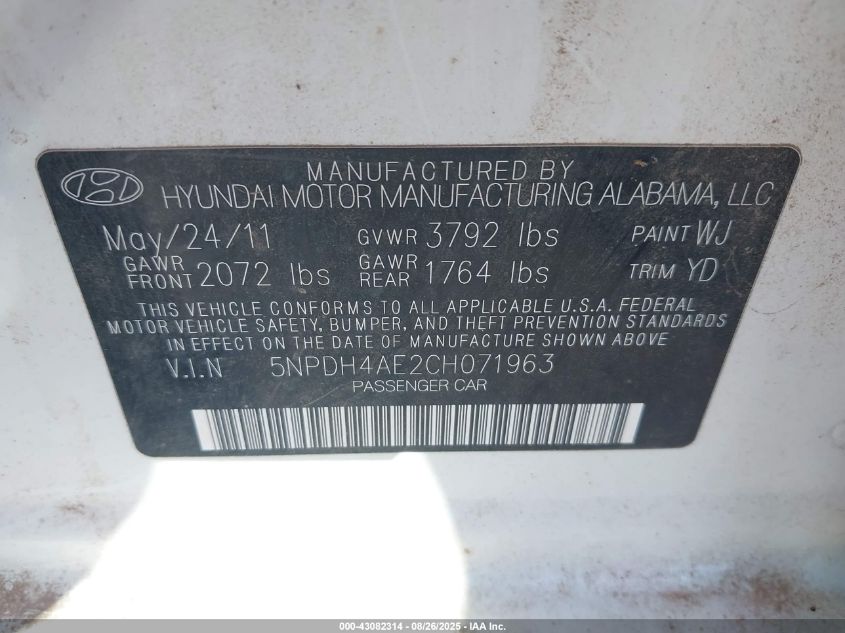 MANUFACTURED BY
HYUNDAI MOTOR MANUFACTURING ALABAMA, LLC
May/24/11 GVWR 3792 lbs PAINT WJ
GAWR FRONT 2072 lbs GAWR REAR 1764 lbs TRIM YD
THIS VEHICLE CONFORMS TO ALL APPLICABLE U.S.A. FEDERAL
MOTOR VEHICLE SAFETY, BUMPER, AND THEFT PREVENTION STANDARDS
IN EFFECT ON THE DATE OF MANUFACTURE SHOWN ABOVE
V.I.N 5NPDH4AE2CH071963
PASSENGER CAR
000-43082314 - 08/26/2025 - IAA Inc.